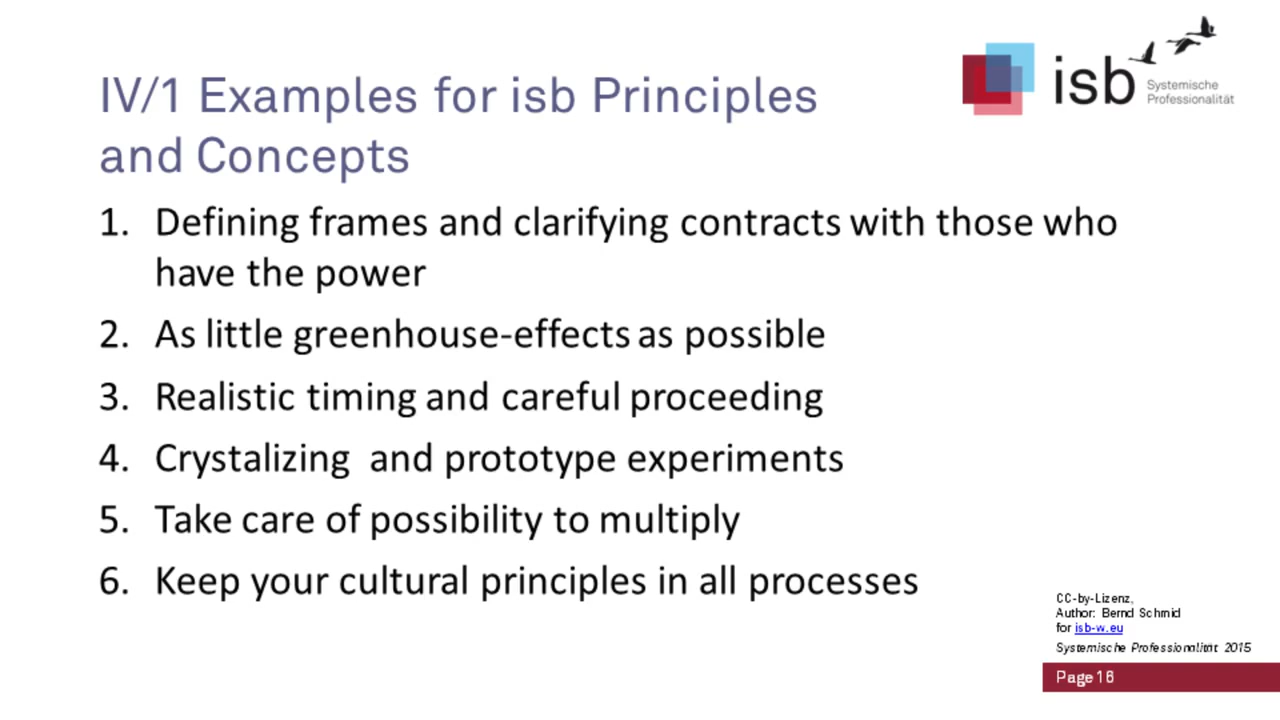 IV/1 Examples for isb Principles
and Concepts
isb Systemische
Professionalität
1. Defining frames and clarifying contracts with those who
have the power
2. As little greenhouse-effects as possible
3. Realistic timing and careful proceeding
4. Crystalizing and prototype experiments
5. Take care of possibility to multiply
6. Keep your cultural principles in all processes
CC-by-Lizenz,
Author: Bernd Schmid
for isb-w.eu
Systemische Professionalität 2015
Page 16